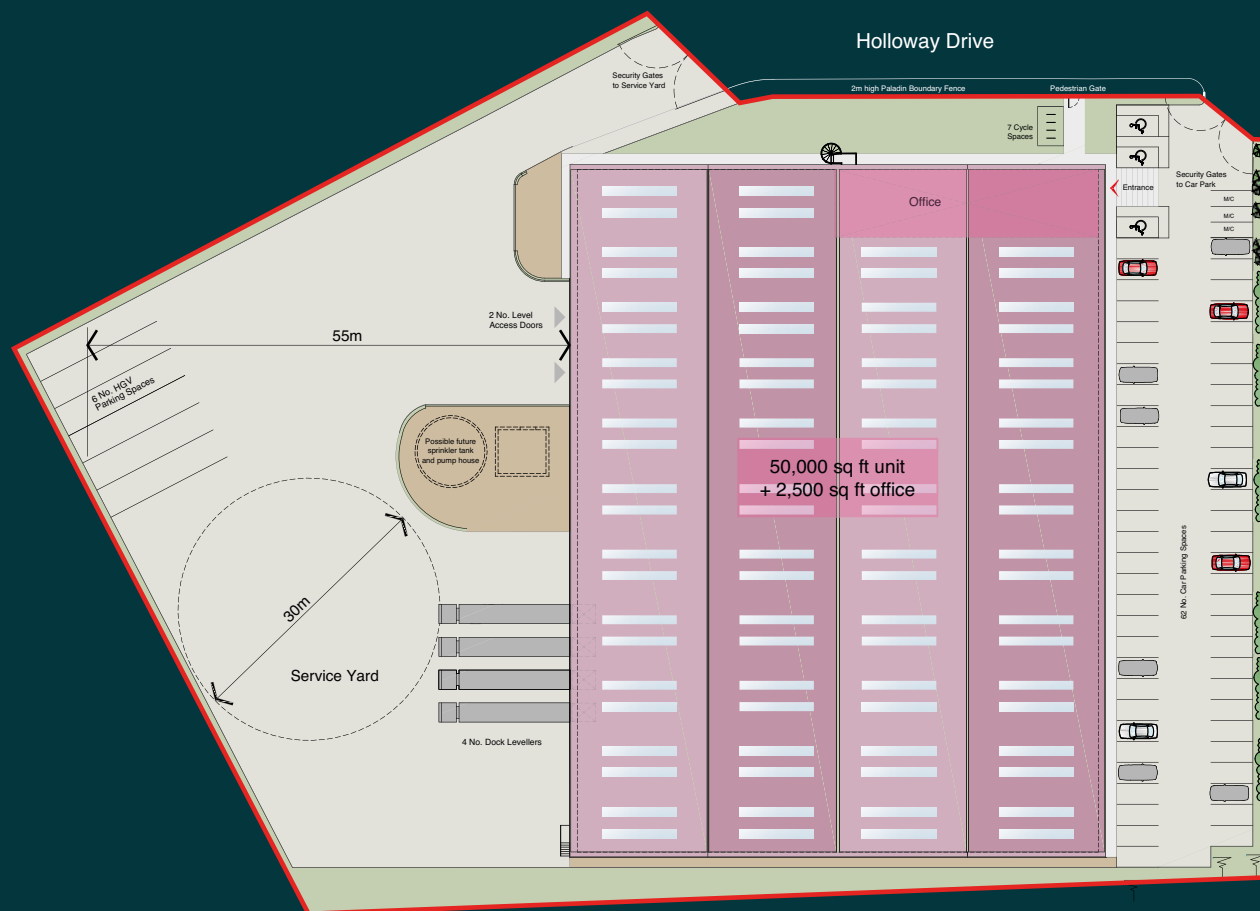 Holloway Drive
Security Gates
to Service Yard
2m high Paladin Boundary Fence
Pedestrian Gate
7 Cycle
Spaces
Security Gates
to Car Park
Entrance
M/C
M/C
M/C
Office
2 No. Level
Access Doors
55m
6 No. HGV
Parking Spaces
Possible future
sprinkler tank
and pump house
50,000 sq ft unit
+ 2,500 sq ft office
62 No. Car Parking Spaces
30m
Service Yard
4 No. Dock Levellers